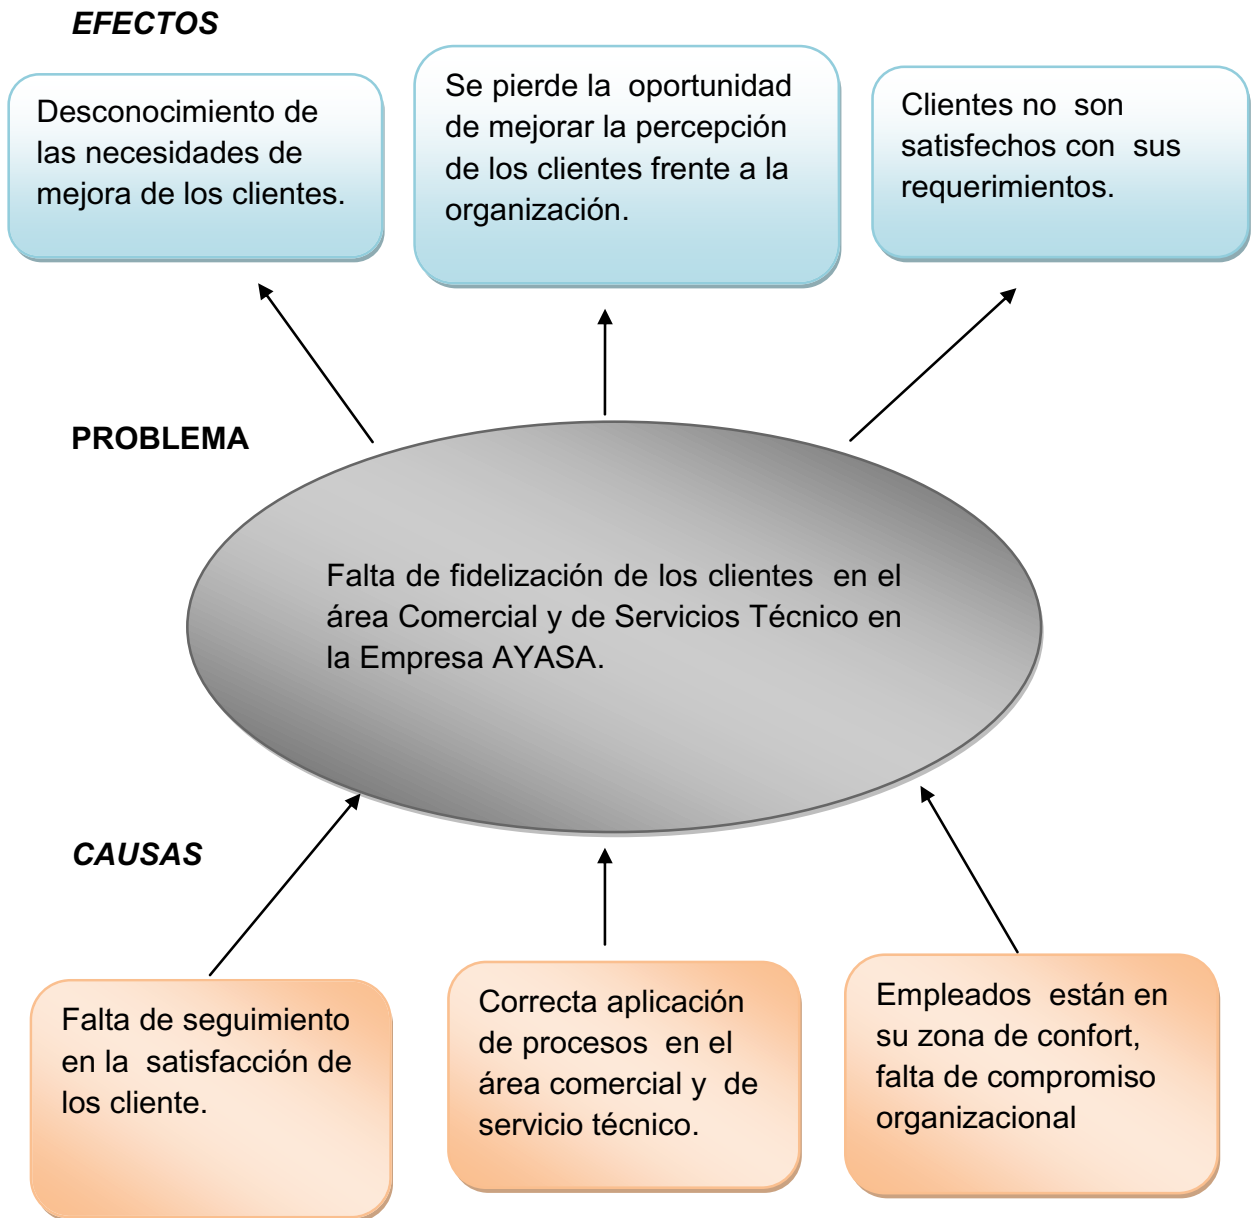 EFECTOS
Desconocimiento de
las necesidades de
mejora de los clientes.
Se pierde la oportunidad
de mejorar la percepción
de los clientes frente a la
organización.
Clientes no son
satisfechos con sus
requerimientos.
PROBLEMA
Falta de fidelización de los clientes en el
área Comercial y de Servicios Técnico en
la Empresa AYASA.
CAUSAS
Falta de seguimiento
en la satisfacción de
los cliente.
Correcta aplicación
de procesos en el
área comercial y de
servicio técnico.
Empleados están en
su zona de confort,
falta de compromiso
organizacional